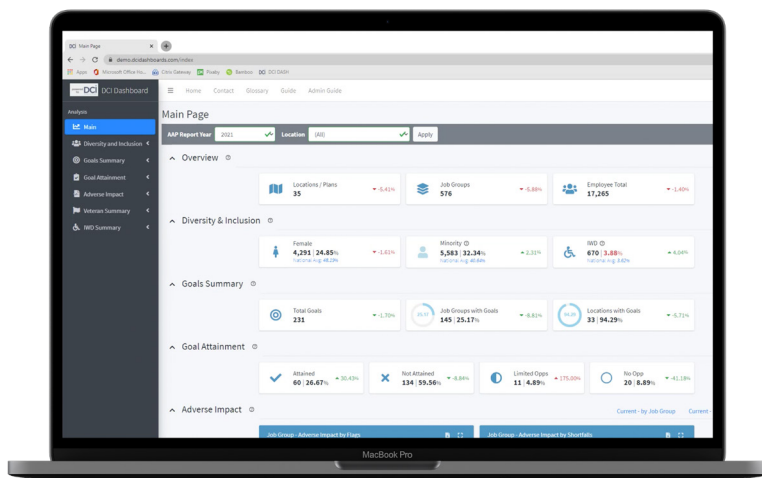 DCI Main Page
demo.dcidashboards.com/index
Apps Microsoft Office Ho... Citrix Gateway Pixaby Bamboo DCI DASH
DCI DCI Dashboard
Home Contact Glossary Guide Admin Guide
Analysis
Main
Diversity and Inclusion
Goals Summary
Goal Attainment
Adverse Impact
Veteran Summary
IWD Summary
Main Page
AAP Report Year 2021 Location (All) Apply
Overview
Locations / Plans
35
-5.41%
Job Groups
576
-5.88%
Employee Total
17,265
-1.40%
Diversity & Inclusion
Female
4,291 | 24.85%
-1.61%
Minority
5,583 | 32.34%
2.31%
IWD
670 | 3.88%
Goals Summary
Total Goals
231
-1.70%
25.17
Job Groups with Goals
145 | 25.17%
-8.81%
94.29
Locations with Goals
33 | 94.29%
-5.71%
Goal Attainment
Attained
60 | 26.67%
30.43%
Not Attained
134 | 59.56%
Limited Opps
11 | 4.89%
175.00%
No Opp
20 | 8.89%
-41.18%
Adverse Impact
Current - by Job Group Current -
Job Group - Adverse Impact by Flags
Job Group - Adverse Impact by Shortfalls
MacBook Pro